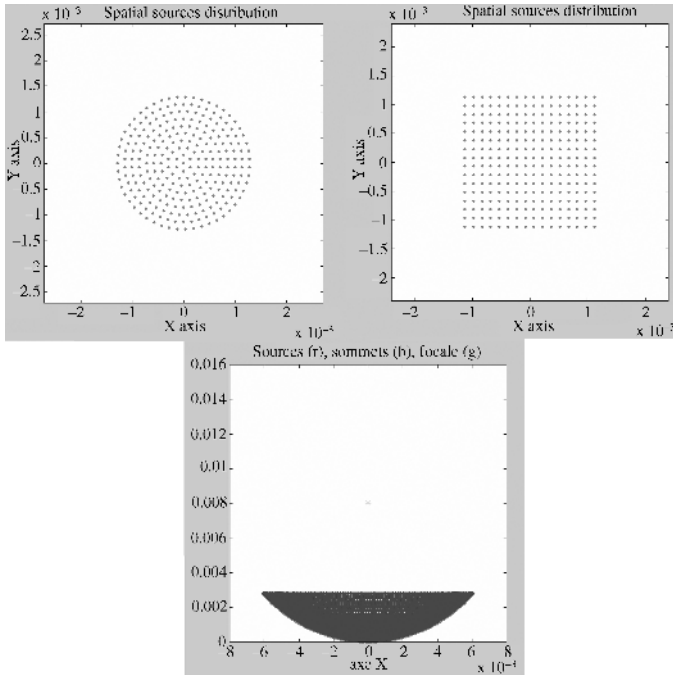 x 10⁻³ Spatial sources distribution
2.5
2
1.5
1
0.5
0
−0.5
−1
−1.5
−2
−2.5
Y axis
−2 −1 0 1 2
X axis
x 10⁻³
x 10⁻³ Spatial sources distribution
2
1.5
1
0.5
0
−0.5
−1
−1.5
−2
Y axis
−2 −1 0 1 2
X axis
x 10⁻³
Sources (r), sommets (b), focale (g)
0.016
0.014
0.012
0.01
0.008
0.006
0.004
0.002
0
8 6 4 2 0 2 4 6 8
axe X
x 10⁻³